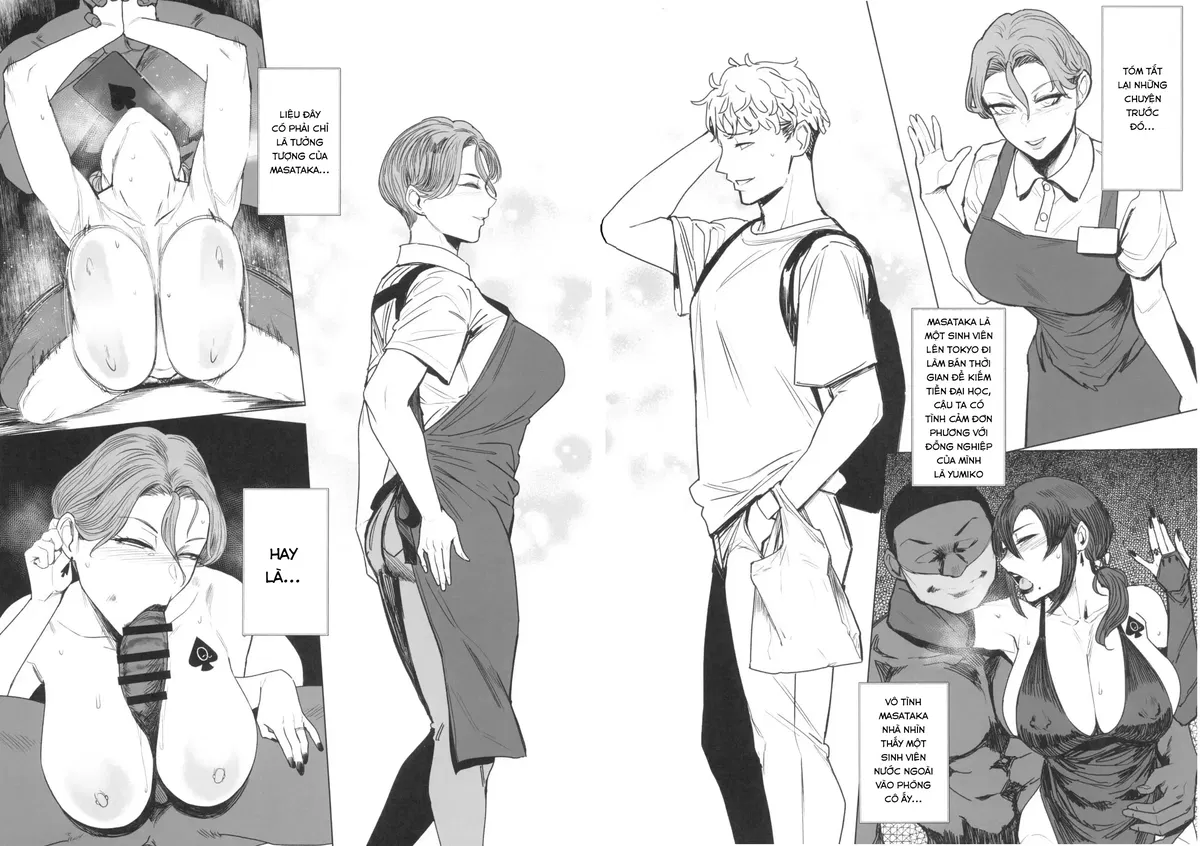 TÓM TẮT
LẠI NHỮNG
CHUYỆN
TRƯỚC
ĐÓ...
MASATAKA LÀ
MỘT SINH VIÊN
LÊN TOKYO ĐI
LÀM BÁN THỜI
GIAN ĐỂ KIẾM
TIỀN ĐẠI HỌC,
CẬU TA CÓ
TÌNH CẢM ĐƠN
PHƯƠNG VỚI
ĐỒNG NGHIỆP
CỦA MÌNH
LÀ YUMIKO
VÔ TÌNH
MASATAKA
NHÀ NHÌN
THẤY MỘT
SINH VIÊN
NƯỚC NGOÀI
VÀO PHÒNG
CÔ ẤY...
LIỆU ĐÂY
CÓ PHẢI CHỈ
LÀ TƯỞNG
TƯỢNG CỦA
MASATAKA...
HAY
LÀ...
Q
Q